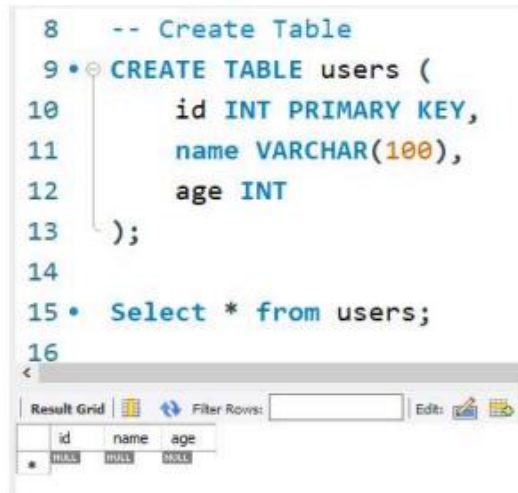 8 -- Create Table
9 CREATE TABLE users (
10 id INT PRIMARY KEY,
11 name VARCHAR(100),
12 age INT
13 );
14
15 Select * from users;
16
Result Grid Filter Rows: Edit:
id name age
* NULL NULL NULL